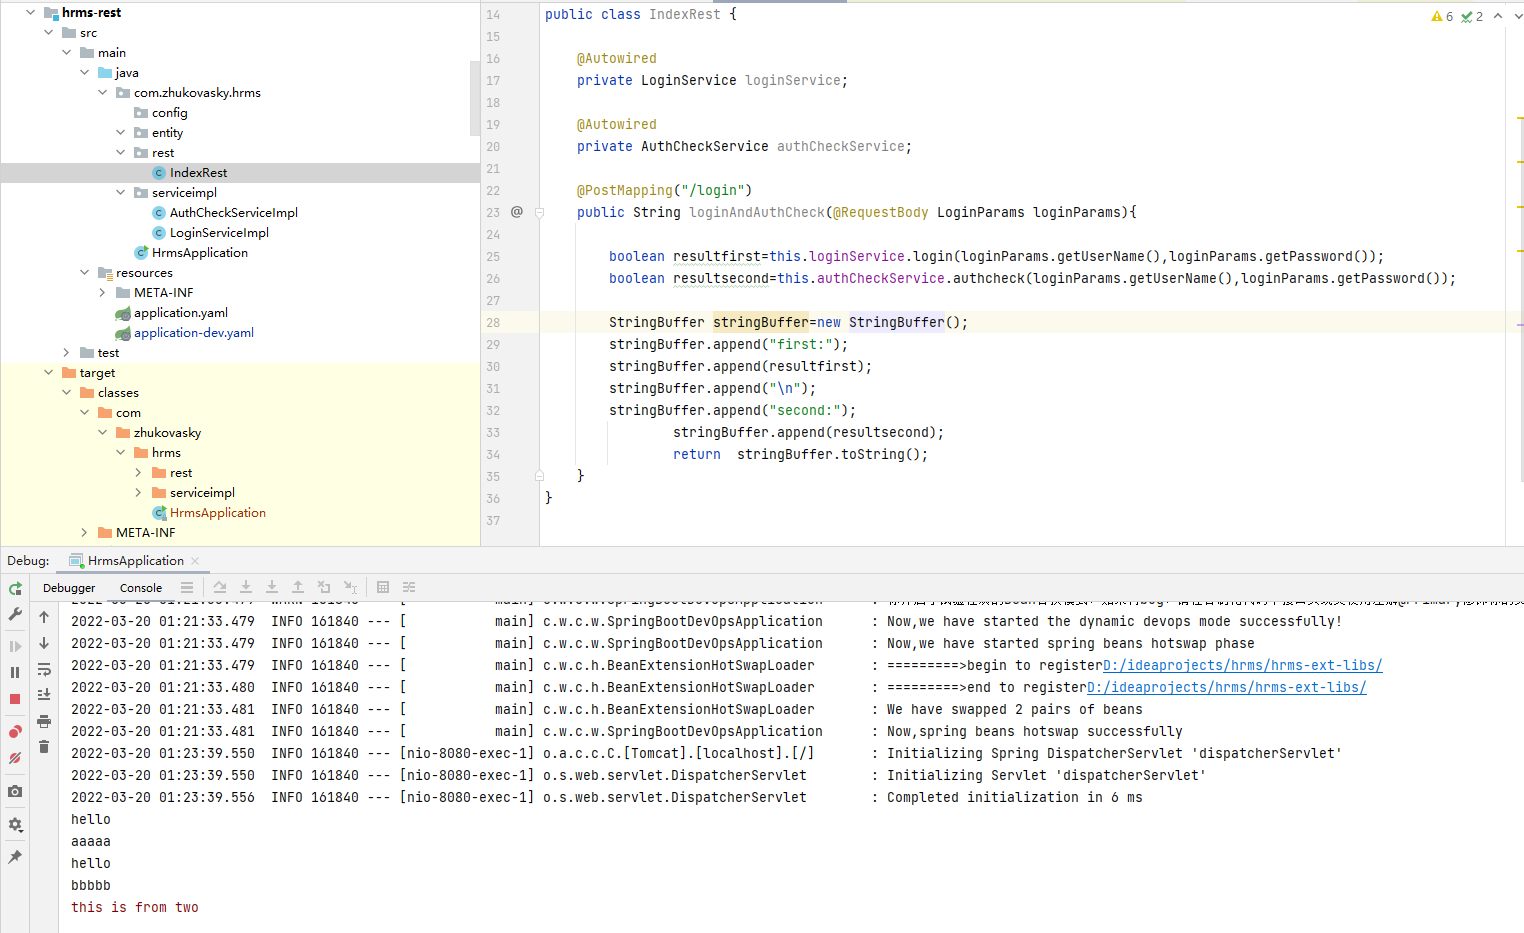 hrms-rest
src
main
java
com.zhukovasky.hrms
config
entity
rest
IndexRest
serviceimpl
AuthCheckServiceImpl
LoginServiceImpl
HrmsApplication
resources
META-INF
application.yaml
application-dev.yaml
test
target
classes
com
zhukovasky
hrms
rest
serviceimpl
HrmsApplication
META-INF
6 2
14 public class IndexRest {
15
16 @Autowired
17 private LoginService loginService;
18
19 @Autowired
20 private AuthCheckService authCheckService;
21
22 @PostMapping("/login")
23 @ public String loginAndAuthCheck(@RequestBody LoginParams loginParams){
24
25 boolean resultfirst=this.loginService.login(loginParams.getUserName(),loginParams.getPassword());
26 boolean resultsecond=this.authCheckService.authcheck(loginParams.getUserName(),loginParams.getPassword());
27
28 StringBuffer stringBuffer=new StringBuffer();
29 stringBuffer.append("first:");
30 stringBuffer.append(resultfirst);
31 stringBuffer.append("\n");
32 stringBuffer.append("second:");
33 stringBuffer.append(resultsecond);
34 return stringBuffer.toString();
35 }
36 }
37
Debug: HrmsApplication
Debugger Console
2022-03-20 01:21:33.479 WARN 161840 --- [ main] c.w.c.w.SpringBootDevOpsApplication :
2022-03-20 01:21:33.479 INFO 161840 --- [ main] c.w.c.w.SpringBootDevOpsApplication : Now,we have started the dynamic devops mode successfully!
2022-03-20 01:21:33.479 INFO 161840 --- [ main] c.w.c.w.SpringBootDevOpsApplication : Now,we have started spring beans hotswap phase
2022-03-20 01:21:33.479 INFO 161840 --- [ main] c.w.c.h.BeanExtensionHotSwapLoader : =========>begin to registerD:/ideaprojects/hrms/hrms-ext-libs/
2022-03-20 01:21:33.480 INFO 161840 --- [ main] c.w.c.h.BeanExtensionHotSwapLoader : =========>end to registerD:/ideaprojects/hrms/hrms-ext-libs/
2022-03-20 01:21:33.481 INFO 161840 --- [ main] c.w.c.h.BeanExtensionHotSwapLoader : We have swapped 2 pairs of beans
2022-03-20 01:21:33.481 INFO 161840 --- [ main] c.w.c.w.SpringBootDevOpsApplication : Now,spring beans hotswap successfully
2022-03-20 01:23:39.550 INFO 161840 --- [nio-8080-exec-1] o.a.c.c.C.[Tomcat].[localhost].[/] : Initializing Spring DispatcherServlet 'dispatcherServlet'
2022-03-20 01:23:39.550 INFO 161840 --- [nio-8080-exec-1] o.s.web.servlet.DispatcherServlet : Initializing Servlet 'dispatcherServlet'
2022-03-20 01:23:39.556 INFO 161840 --- [nio-8080-exec-1] o.s.web.servlet.DispatcherServlet : Completed initialization in 6 ms
hello
aaaaa
hello
bbbbb
this is from two